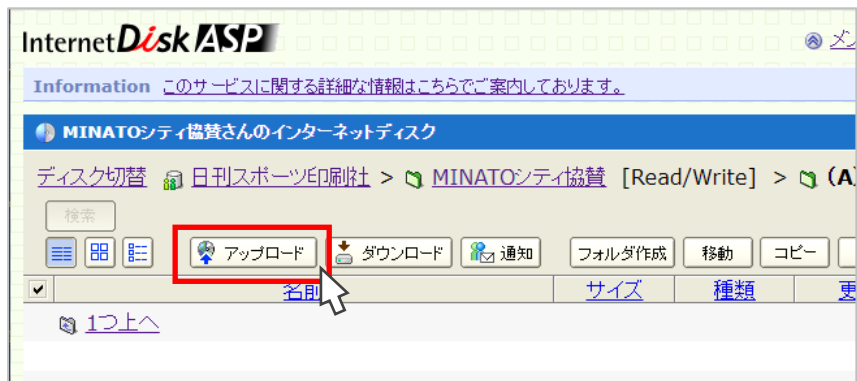 InternetDisk ASP
メン
Information このサービスに関する詳細な情報はこちらでご案内しております。
MINATOシティ協賛さんのインターネットディスク
ディスク切替 日刊スポーツ印刷社 > MINATOシティ協賛 [Read/Write] > (A)
検索
アップロード ダウンロード 通知 フォルダ作成 移動 コピー
名前 サイズ 種類 更
1つ上へ